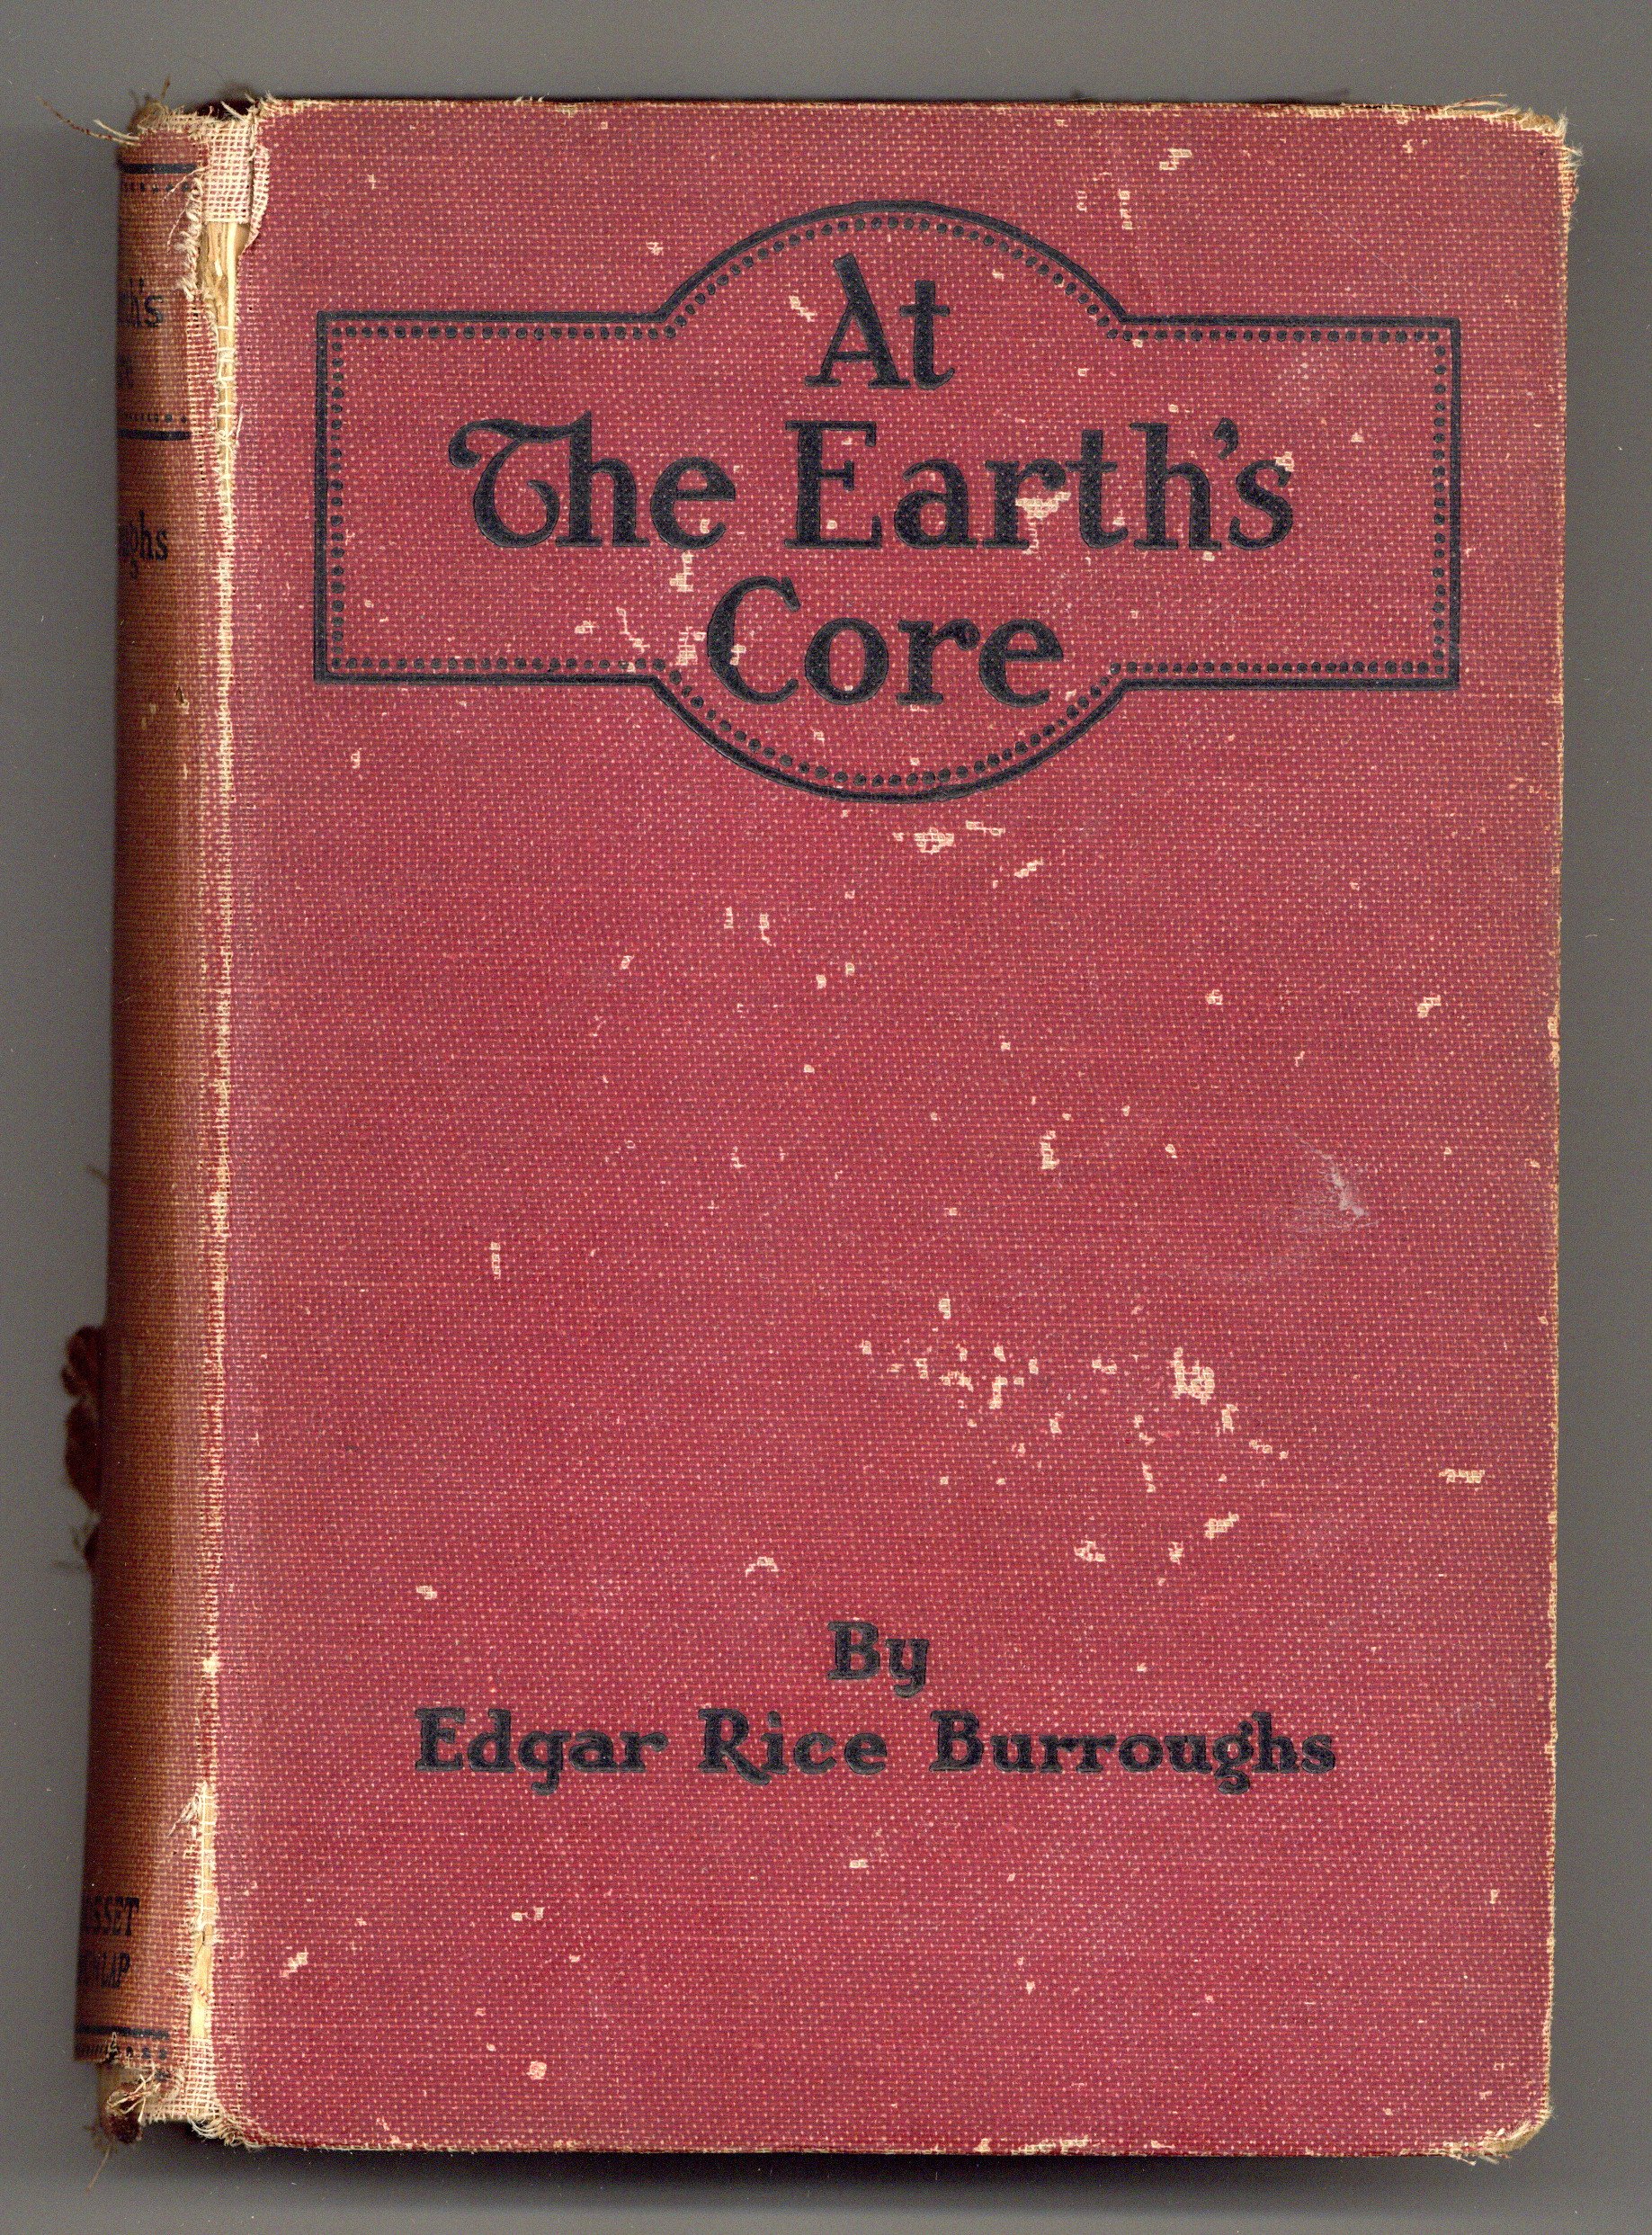 At
The Earth's
Core
By
Edgar Rice Burroughs